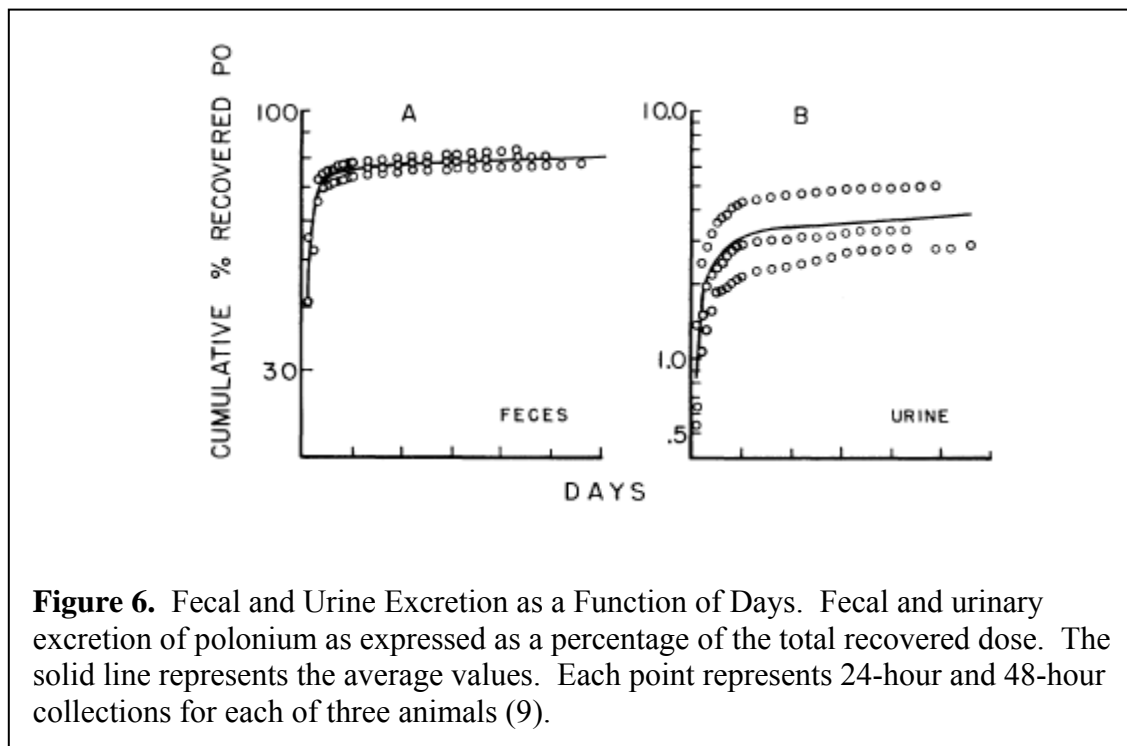 CUMULATIVE % RECOVERED PO
100
30
A
FECES
10.0
1.0
.5
B
URINE
DAYS
Figure 6. Fecal and Urine Excretion as a Function of Days. Fecal and urinary
excretion of polonium as expressed as a percentage of the total recovered dose. The
solid line represents the average values. Each point represents 24-hour and 48-hour
collections for each of three animals (9).